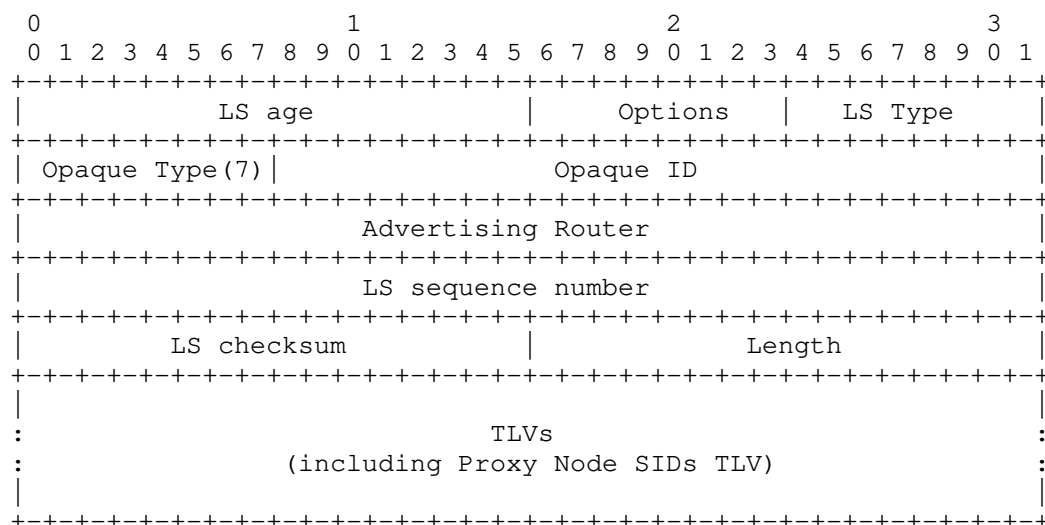 0                   1                   2                   3
 0 1 2 3 4 5 6 7 8 9 0 1 2 3 4 5 6 7 8 9 0 1 2 3 4 5 6 7 8 9 0 1
+-+-+-+-+-+-+-+-+-+-+-+-+-+-+-+-+-+-+-+-+-+-+-+-+-+-+-+-+-+-+-+-+
|            LS age             |     Options   |   LS Type     |
+-+-+-+-+-+-+-+-+-+-+-+-+-+-+-+-+-+-+-+-+-+-+-+-+-+-+-+-+-+-+-+-+
| Opaque Type(7)|                 Opaque ID                     |
+-+-+-+-+-+-+-+-+-+-+-+-+-+-+-+-+-+-+-+-+-+-+-+-+-+-+-+-+-+-+-+-+
|                     Advertising Router                        |
+-+-+-+-+-+-+-+-+-+-+-+-+-+-+-+-+-+-+-+-+-+-+-+-+-+-+-+-+-+-+-+-+
|                     LS sequence number                        |
+-+-+-+-+-+-+-+-+-+-+-+-+-+-+-+-+-+-+-+-+-+-+-+-+-+-+-+-+-+-+-+-+
|         LS checksum           |             Length            |
+-+-+-+-+-+-+-+-+-+-+-+-+-+-+-+-+-+-+-+-+-+-+-+-+-+-+-+-+-+-+-+-+
|                                                               |
:                             TLVs                              :
:                (including Proxy Node SIDs TLV)                :
|                                                               |
+-+-+-+-+-+-+-+-+-+-+-+-+-+-+-+-+-+-+-+-+-+-+-+-+-+-+-+-+-+-+-+-+